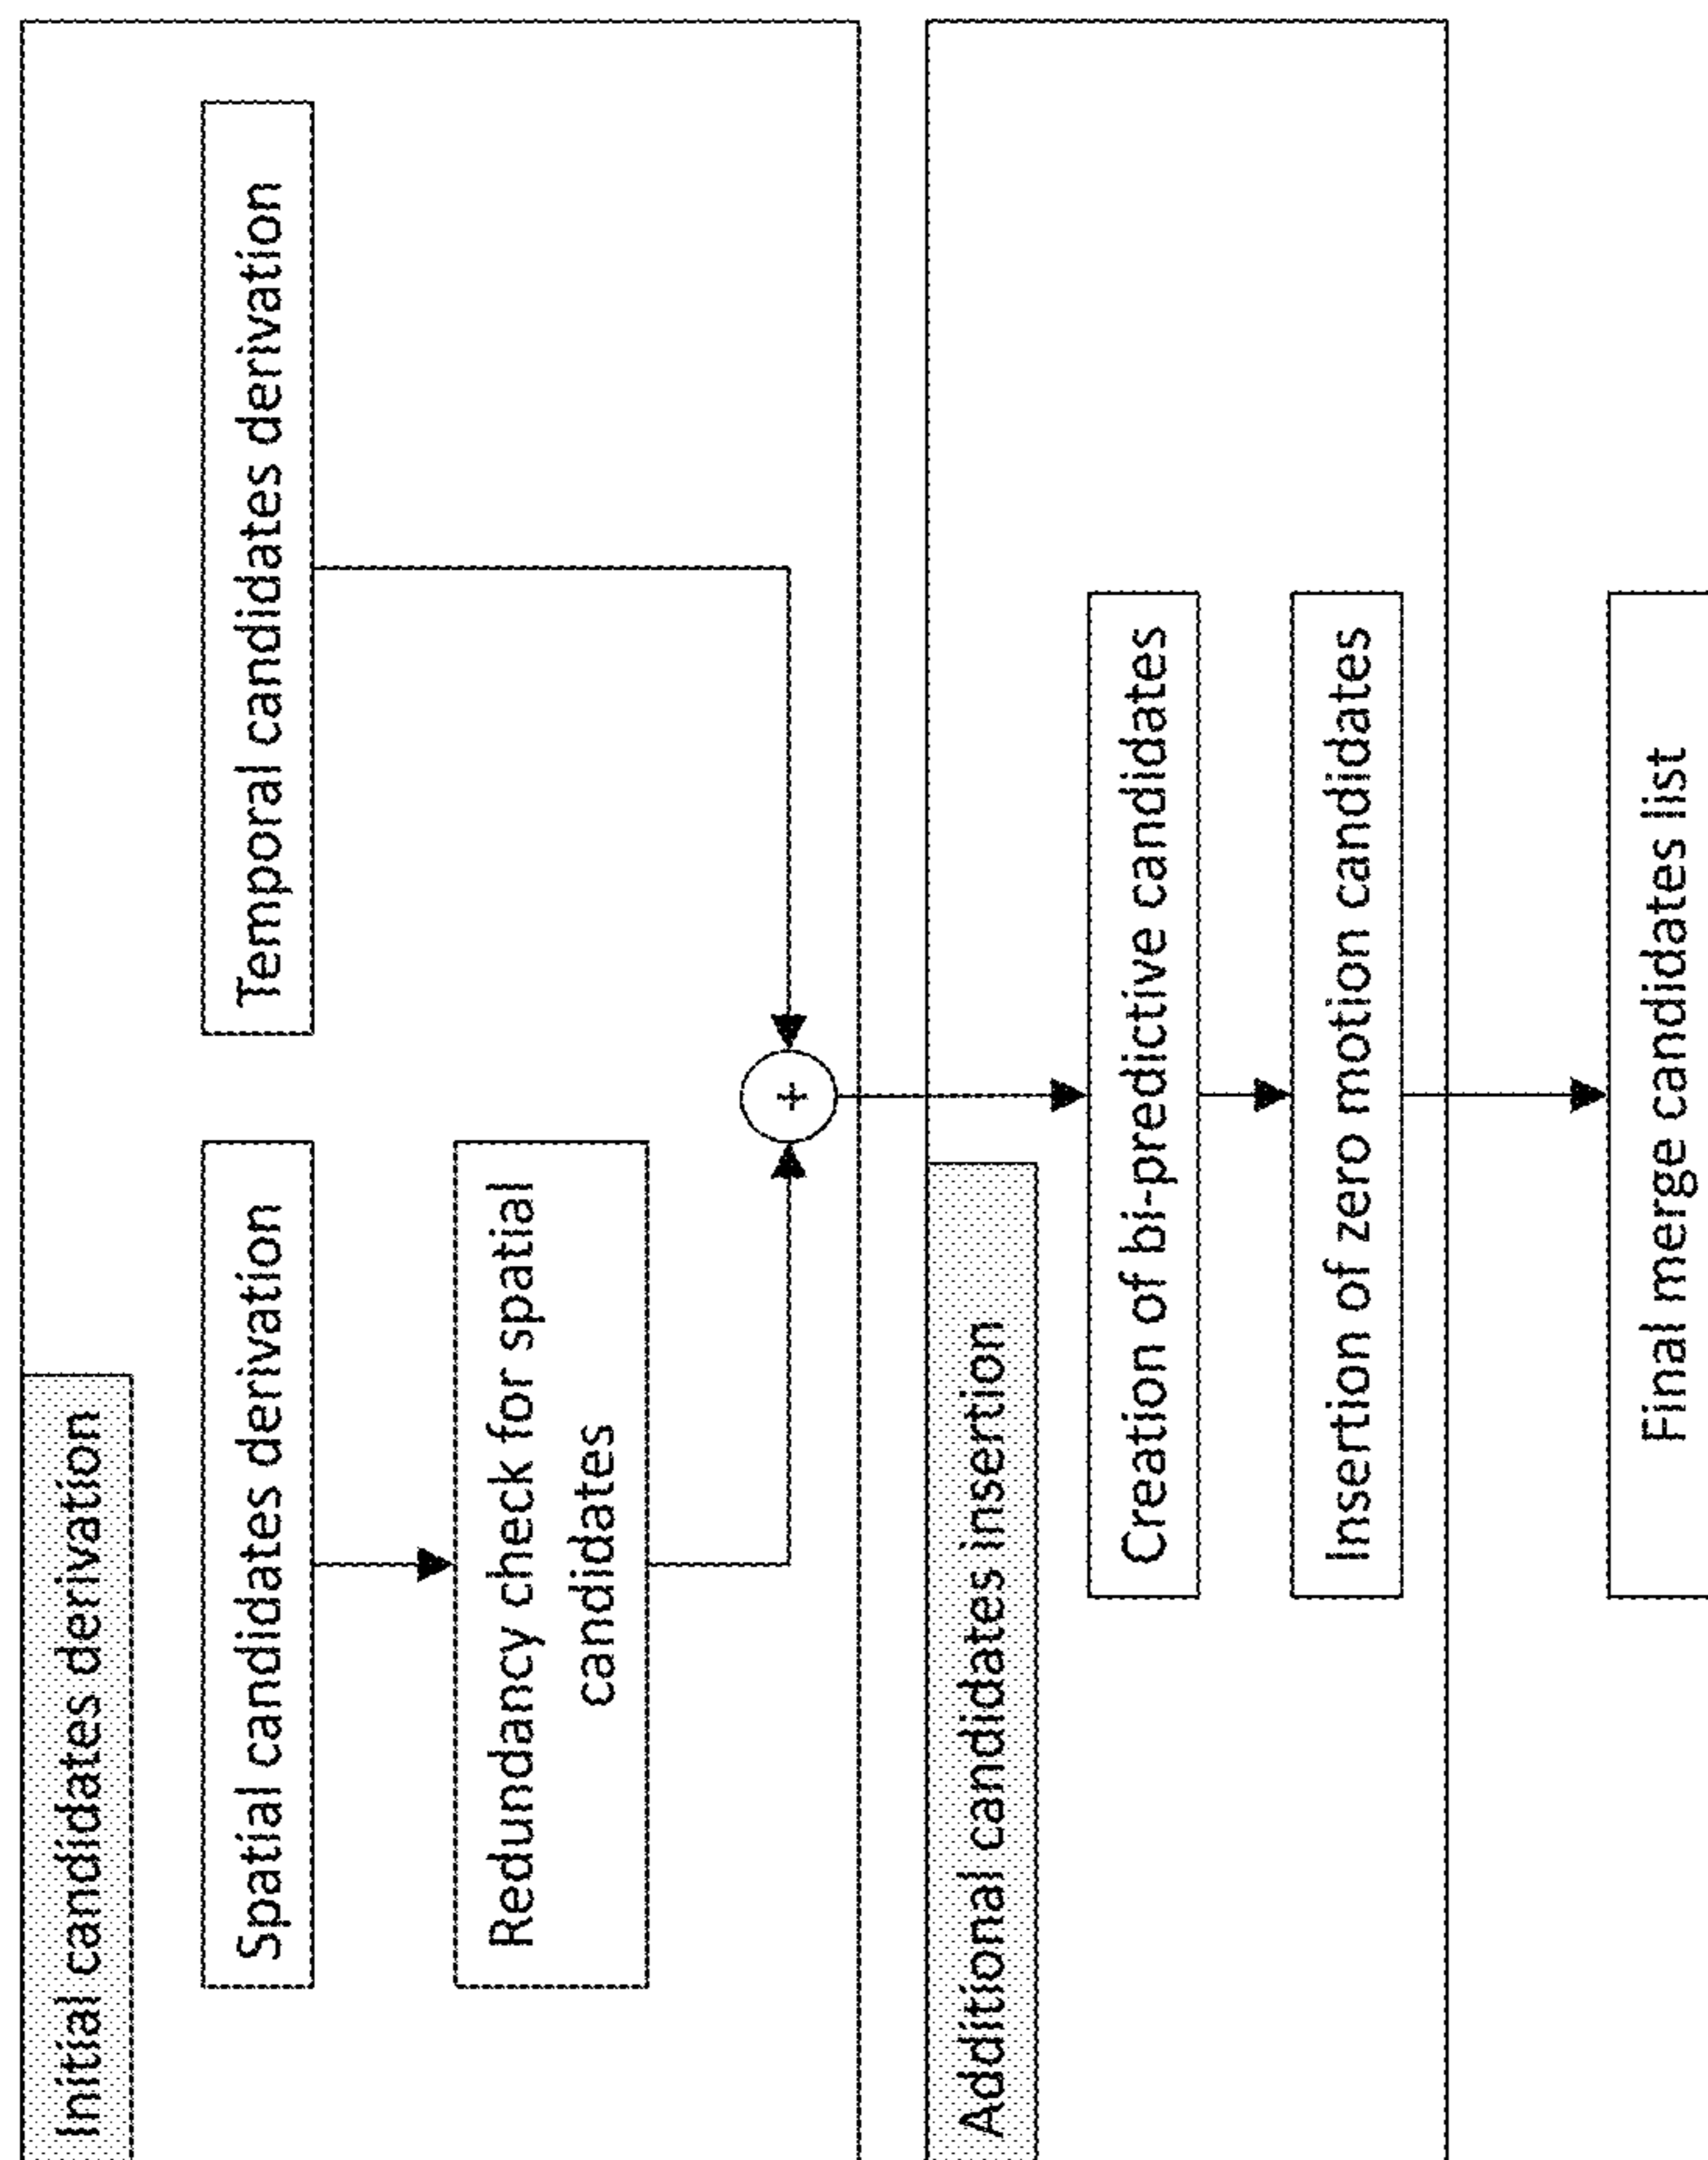 Initial candidates derivation
Spatial candidates derivation
Temporal candidates derivation
Redundancy check for spatial
candidates
+
Additional candidates insertion
Creation of bi-predictive candidates
Insertion of zero motion candidates
Final merge candidates list